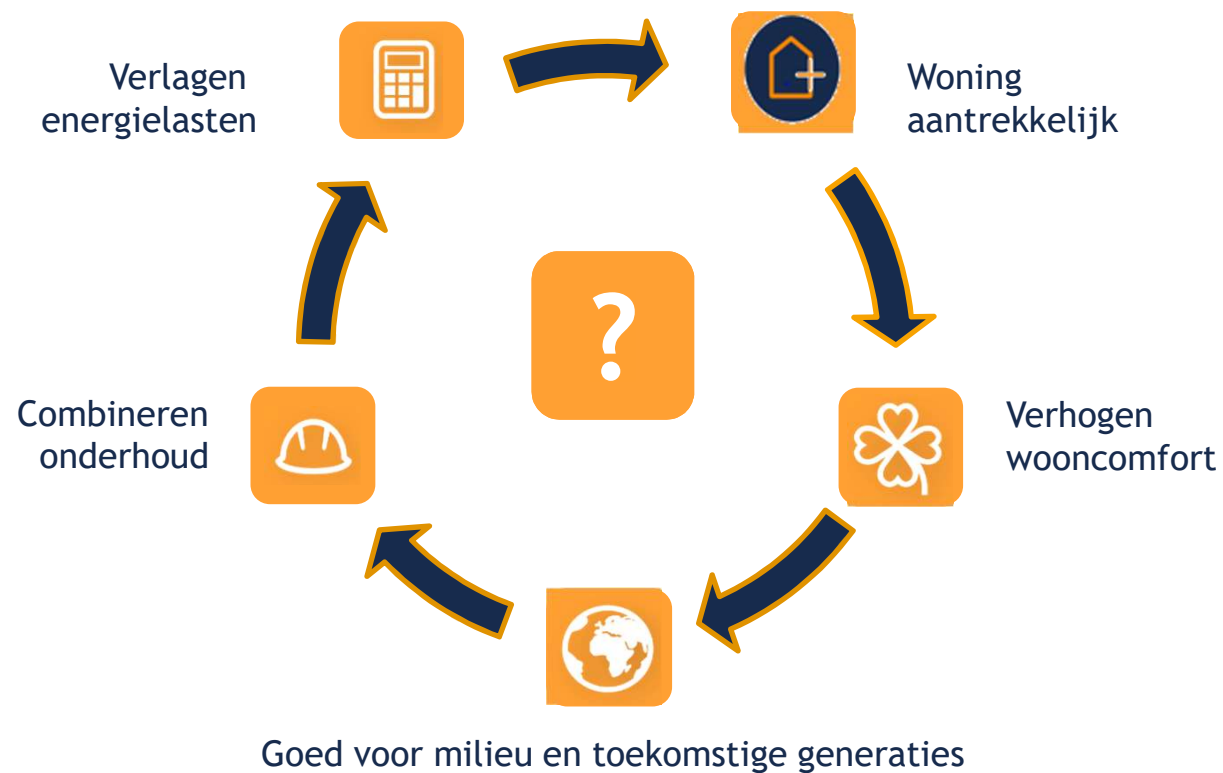 Verlagen
energielasten
Woning
aantrekkelijk
?
Combineren
onderhoud
Verhogen
wooncomfort
Goed voor milieu en toekomstige generaties